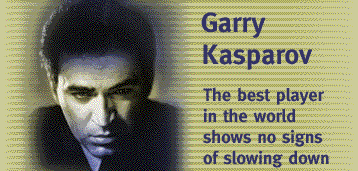 Garry
Kasparov
The best player
in the world
shows no signs
of slowing down